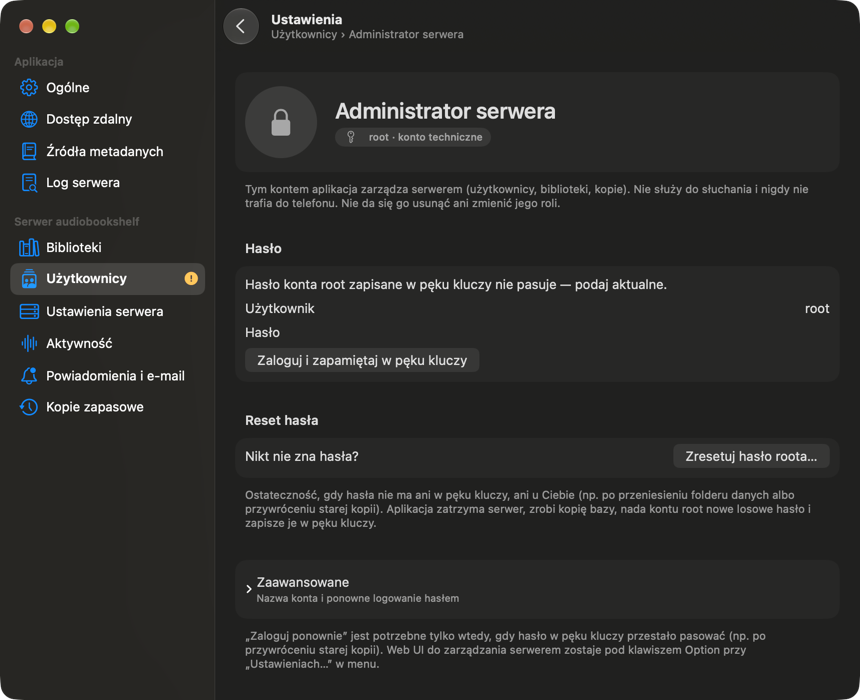 Ustawienia
Użytkownicy › Administrator serwera
Aplikacja
Ogólne
Dostęp zdalny
Źródła metadanych
Log serwera
Serwer audiobookshelf
Biblioteki
Użytkownicy
Ustawienia serwera
Aktywność
Powiadomienia i e-mail
Kopie zapasowe
Administrator serwera
root · konto techniczne
Tym kontem aplikacja zarządza serwerem (użytkownicy, biblioteki, kopie). Nie służy do słuchania i nigdy nie
trafia do telefonu. Nie da się go usunąć ani zmienić jego roli.
Hasło
Hasło konta root zapisane w pęku kluczy nie pasuje — podaj aktualne.
Użytkownik root
Hasło
Zaloguj i zapamiętaj w pęku kluczy
Reset hasła
Nikt nie zna hasła? Zresetuj hasło roota...
Ostateczność, gdy hasła nie ma ani w pęku kluczy, ani u Ciebie (np. po przeniesieniu folderu danych albo
przywróceniu starej kopii). Aplikacja zatrzyma serwer, zrobi kopię bazy, nada kontu root nowe losowe hasło i
zapisze je w pęku kluczy.
Zaawansowane
Nazwa konta i ponowne logowanie hasłem
„Zaloguj ponownie” jest potrzebne tylko wtedy, gdy hasło w pęku kluczy przestało pasować (np. po
przywróceniu starej kopii). Web UI do zarządzania serwerem zostaje pod klawiszem Option przy
„Ustawieniach...” w menu.